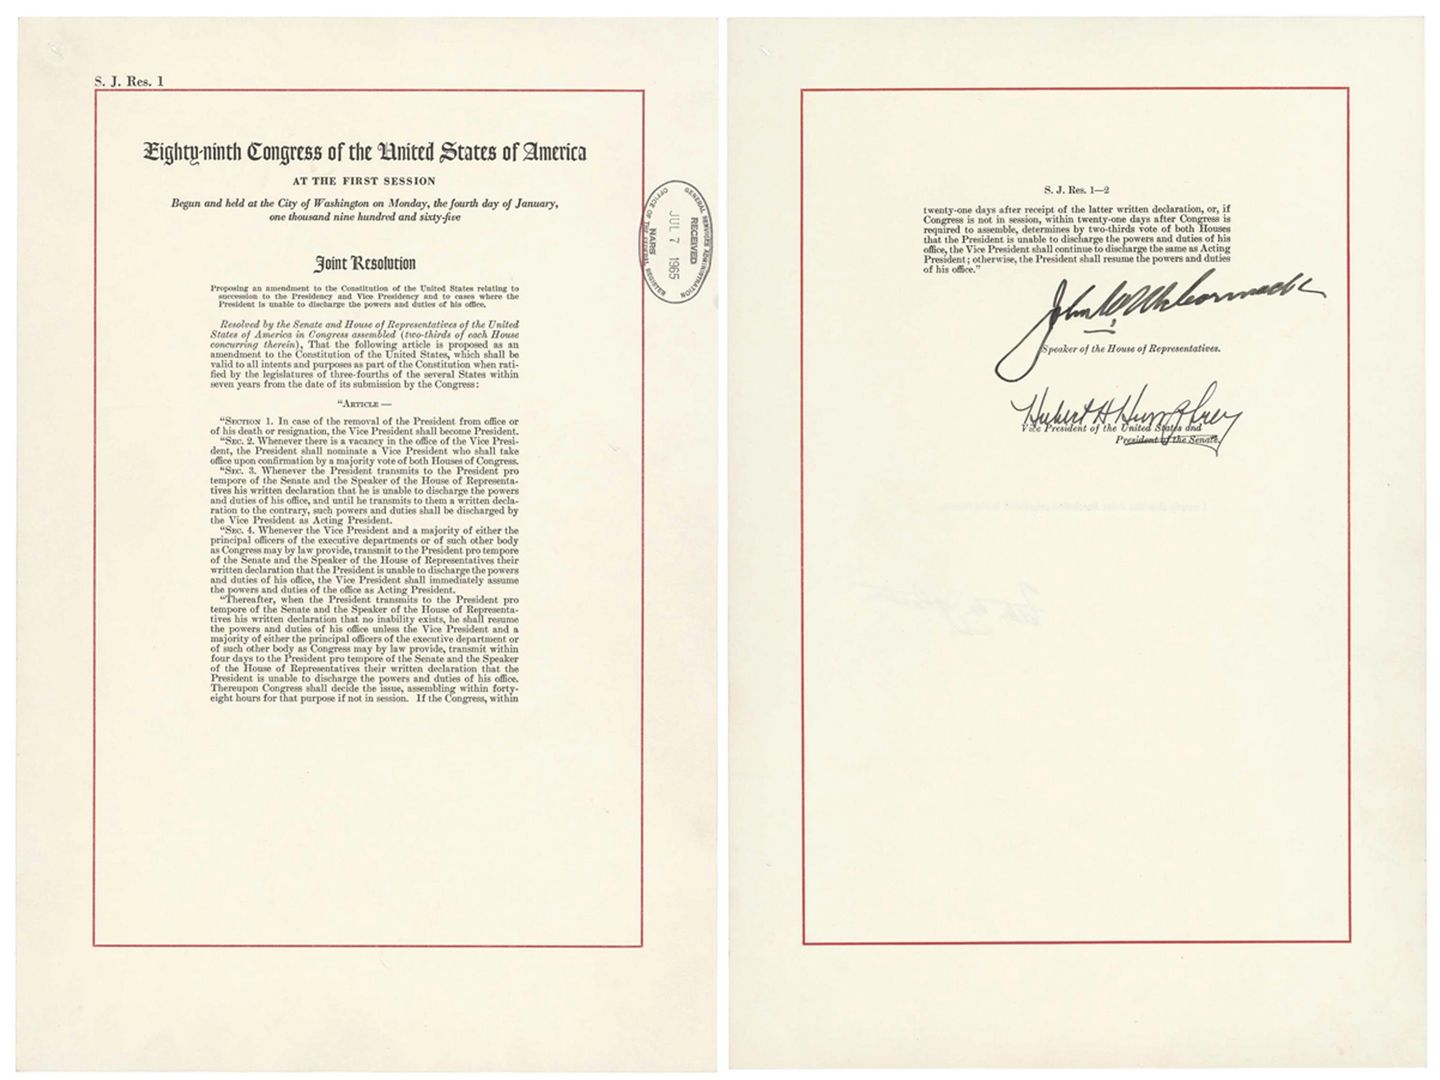 S. J. Res. 1
Eighty-ninth Congress of the United States of America
AT THE FIRST SESSION
Begun and held at the City of Washington on Monday, the fourth day of January,
one thousand nine hundred and sixty-five
Joint Resolution
Proposing an amendment to the Constitution of the United States relating to
succession to the Presidency and Vice Presidency and to cases where the
President is unable to discharge the powers and duties of his office.
Resolved by the Senate and House of Representatives of the United
States of America in Congress assembled (two-thirds of each House
concurring therein), That the following article is proposed as an
amendment to the Constitution of the United States, which shall be
valid to all intents and purposes as part of the Constitution when rati-
fied by the legislatures of three-fourths of the several States within
seven years from the date of its submission by the Congress:
"ARTICLE —
"SECTION 1. In case of the removal of the President from office or
of his death or resignation, the Vice President shall become President.
"SEC. 2. Whenever there is a vacancy in the office of the Vice Presi-
dent, the President shall nominate a Vice President who shall take
office upon confirmation by a majority vote of both Houses of Congress.
"SEC. 3. Whenever the President transmits to the President pro
tempore of the Senate and the Speaker of the House of Representa-
tives his written declaration that he is unable to discharge the powers
and duties of his office, and until he transmits to them a written decla-
ration to the contrary, such powers and duties shall be discharged by
the Vice President as Acting President.
"SEC. 4. Whenever the Vice President and a majority of either the
principal officers of the executive departments or of such other body
as Congress may by law provide, transmit to the President pro tempore
of the Senate and the Speaker of the House of Representatives their
written declaration that the President is unable to discharge the powers
and duties of his office, the Vice President shall immediately assume
the powers and duties of the office as Acting President.
"Thereafter, when the President transmits to the President pro
tempore of the Senate and the Speaker of the House of Representa-
tives his written declaration that no inability exists, he shall resume
the powers and duties of his office unless the Vice President and a
majority of either the principal officers of the executive department or
of such other body as Congress may by law provide, transmit within
four days to the President pro tempore of the Senate and the Speaker
of the House of Representatives their written declaration that the
President is unable to discharge the powers and duties of his office.
Thereupon Congress shall decide the issue, assembling within forty-
eight hours for that purpose if not in session. If the Congress, within
GENERAL SERVICES ADMINISTRATION
RECEIVED
JUL 7 1965
NARS
OFFICE OF THE FEDERAL REGISTER
S. J. Res. 1—2
twenty-one days after receipt of the latter written declaration, or, if
Congress is not in session, within twenty-one days after Congress is
required to assemble, determines by two-thirds vote of both Houses
that the President is unable to discharge the powers and duties of his
office, the Vice President shall continue to discharge the same as Acting
President; otherwise, the President shall resume the powers and duties
of his office."
John W. McCormack
Speaker of the House of Representatives.
Hubert H. Humphrey
Vice President of the United States and
President of the Senate.